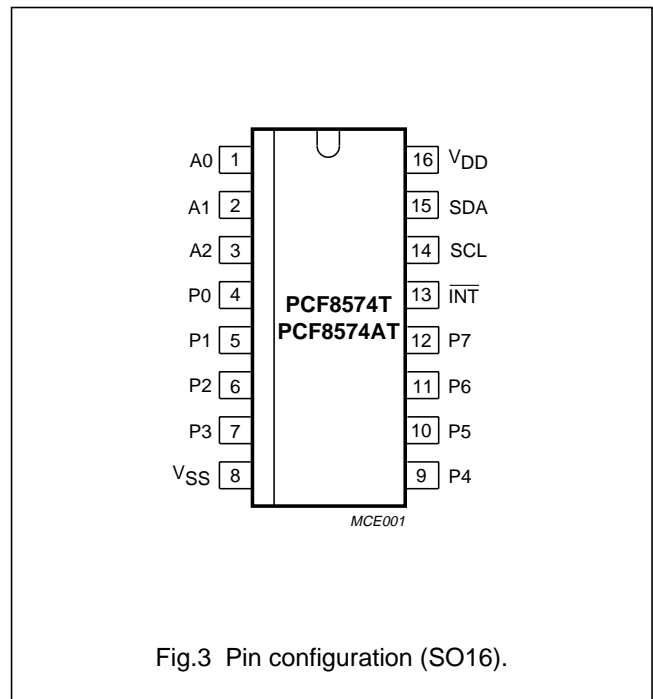 A0 1 16 VDD
A1 2 15 SDA
A2 3 14 SCL
P0 4 PCF8574T 13 INT
P1 5 PCF8574AT 12 P7
P2 6 11 P6
P3 7 10 P5
VSS 8 9 P4
MCE001
Fig.3 Pin configuration (SO16).